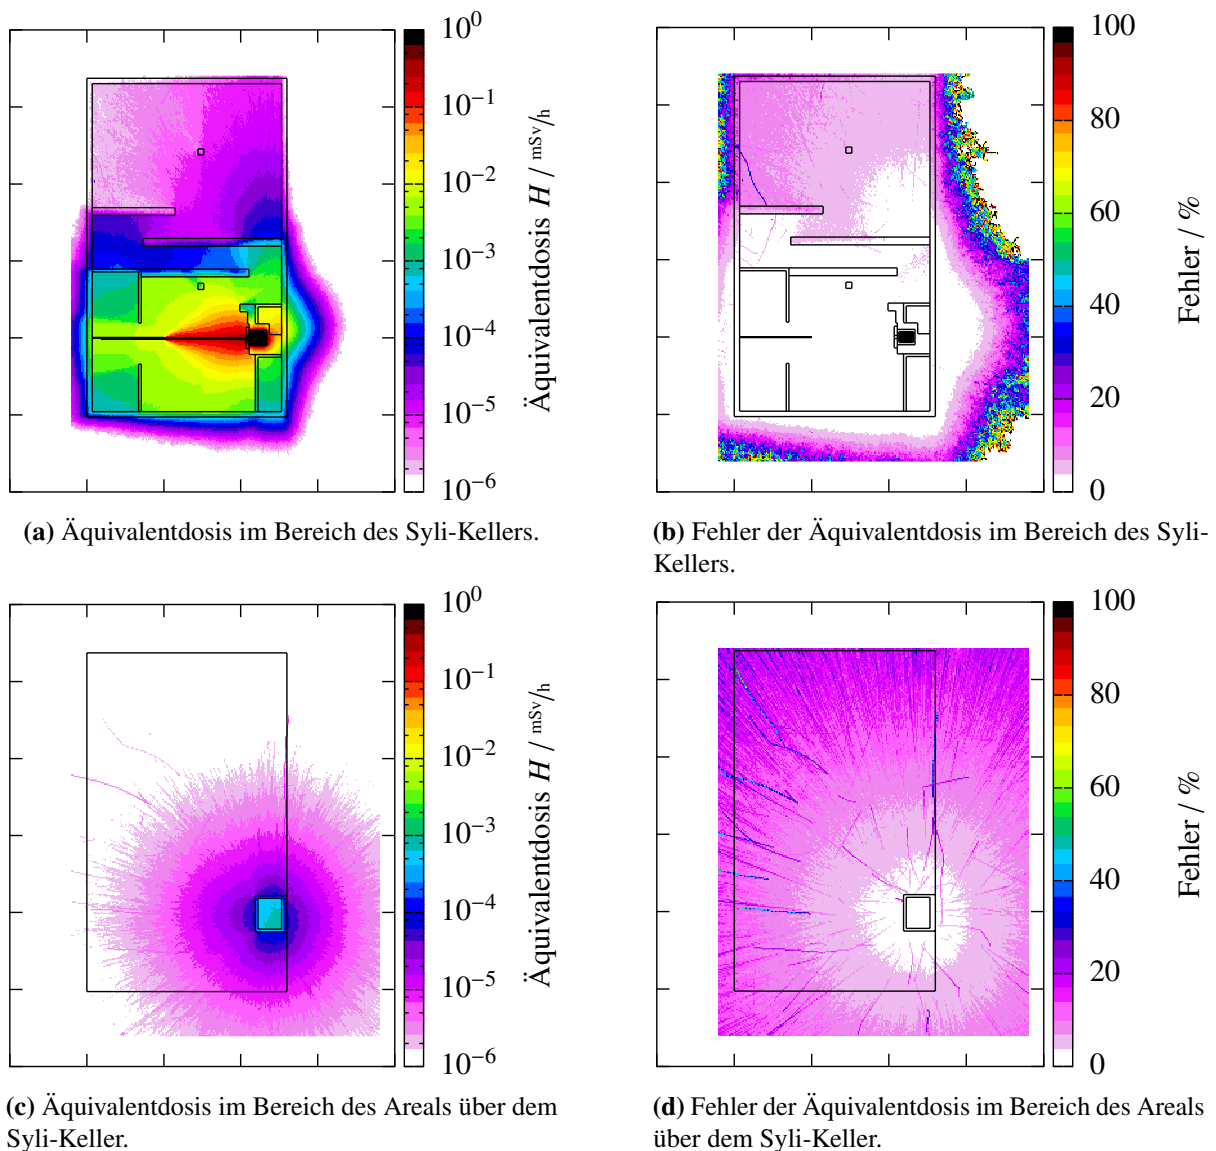 10⁰
10⁻¹
10⁻²
10⁻³
10⁻⁴
10⁻⁵
10⁻⁶
Äquivalentdosis H / mSv/h
100
80
60
40
20
0
Fehler / %
(a) Äquivalentdosis im Bereich des Syli-Kellers.
(b) Fehler der Äquivalentdosis im Bereich des Syli-
Kellers.
10⁰
10⁻¹
10⁻²
10⁻³
10⁻⁴
10⁻⁵
10⁻⁶
Äquivalentdosis H / mSv/h
100
80
60
40
20
0
Fehler / %
(c) Äquivalentdosis im Bereich des Areals über dem
Syli-Keller.
(d) Fehler der Äquivalentdosis im Bereich des Areals
über dem Syli-Keller.